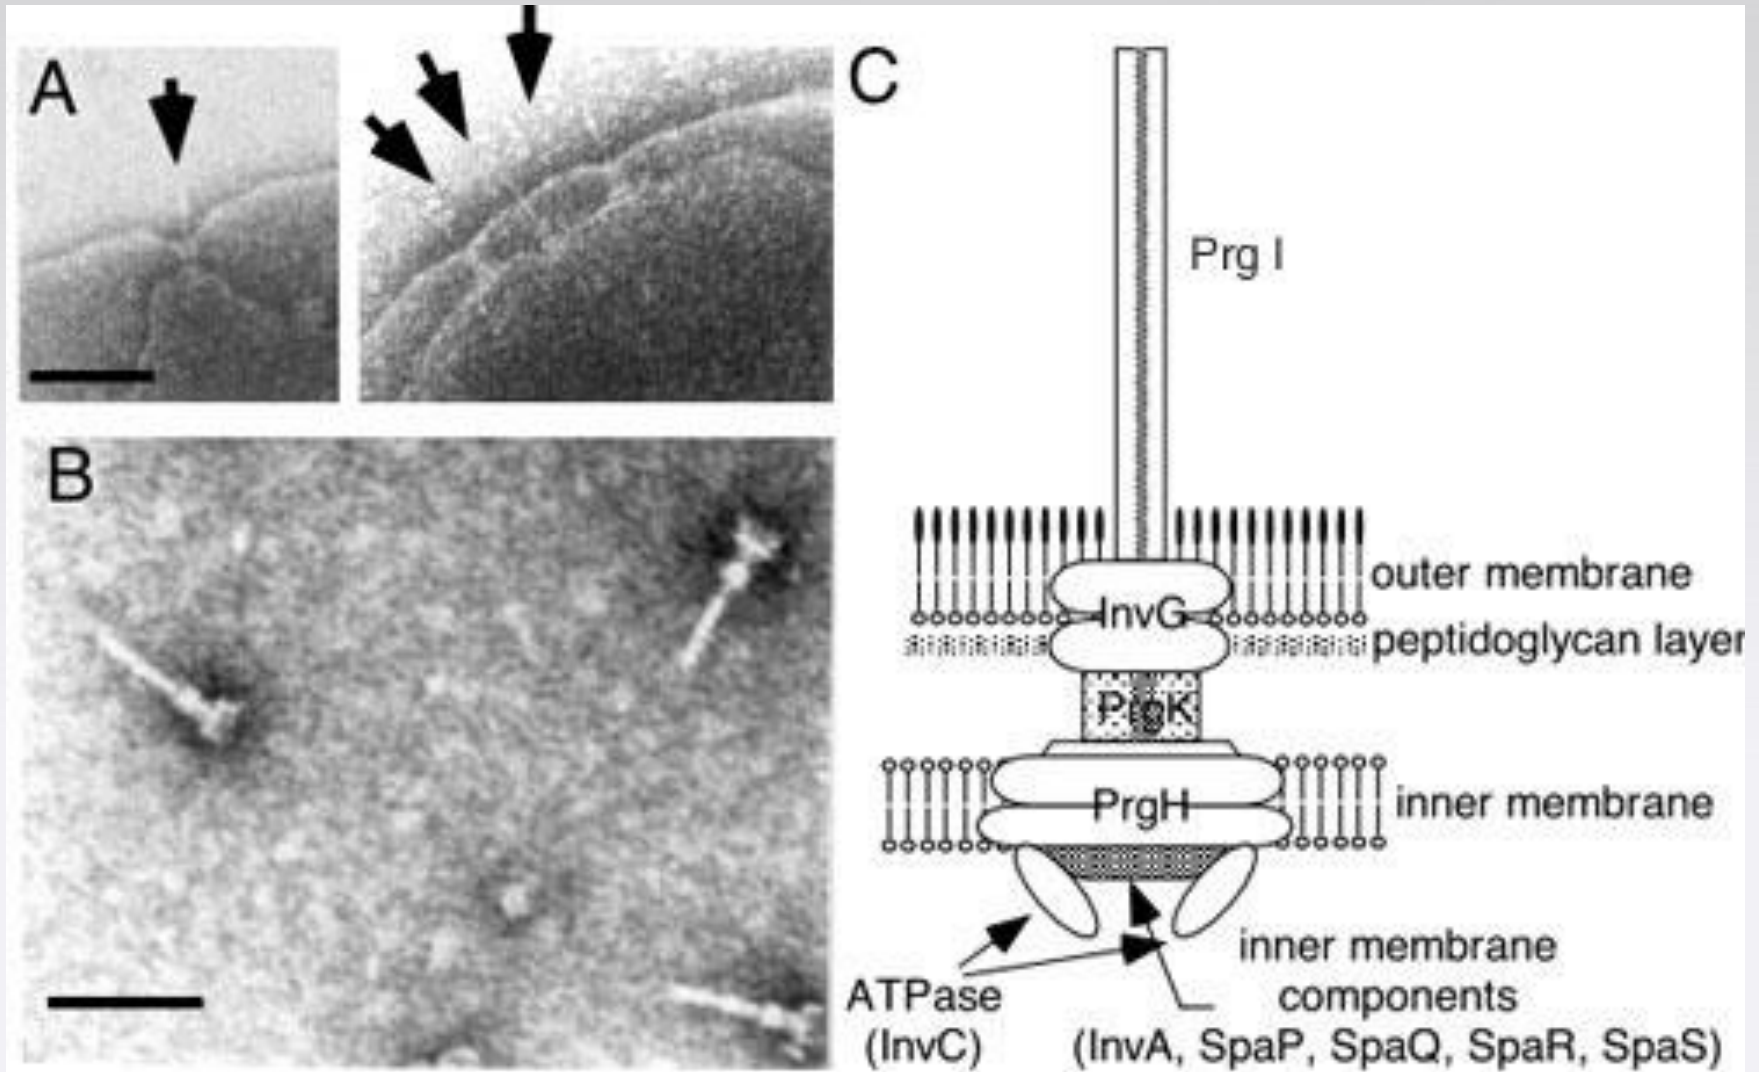 A
B
C
Prg I
outer membrane
InvG
peptidoglycan layer
PrgK
PrgH
inner membrane
inner membrane
ATPase components
(InvC) (InvA, SpaP, SpaQ, SpaR, SpaS)